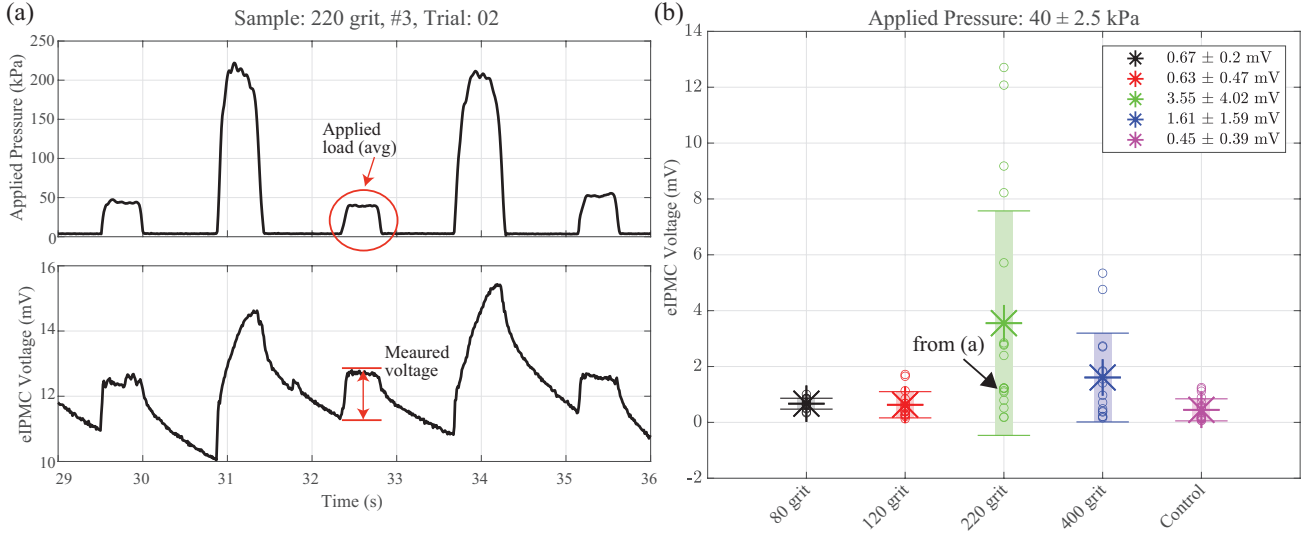 (a)
Sample: 220 grit, #3, Trial: 02
Applied Pressure (kPa)
250
200
150
100
50
0
Applied
load (avg)
eIPMC Votlage (mV)
16
14
12
10
Meaured
voltage
29
30
31
32
33
34
35
36
Time (s)
(b)
Applied Pressure: 40 ± 2.5 kPa
eIPMC Voltage (mV)
14
12
10
8
6
4
2
0
-2
0.67 ± 0.2 mV
0.63 ± 0.47 mV
3.55 ± 4.02 mV
1.61 ± 1.59 mV
0.45 ± 0.39 mV
from (a)
80 grit
120 grit
220 grit
400 grit
Control